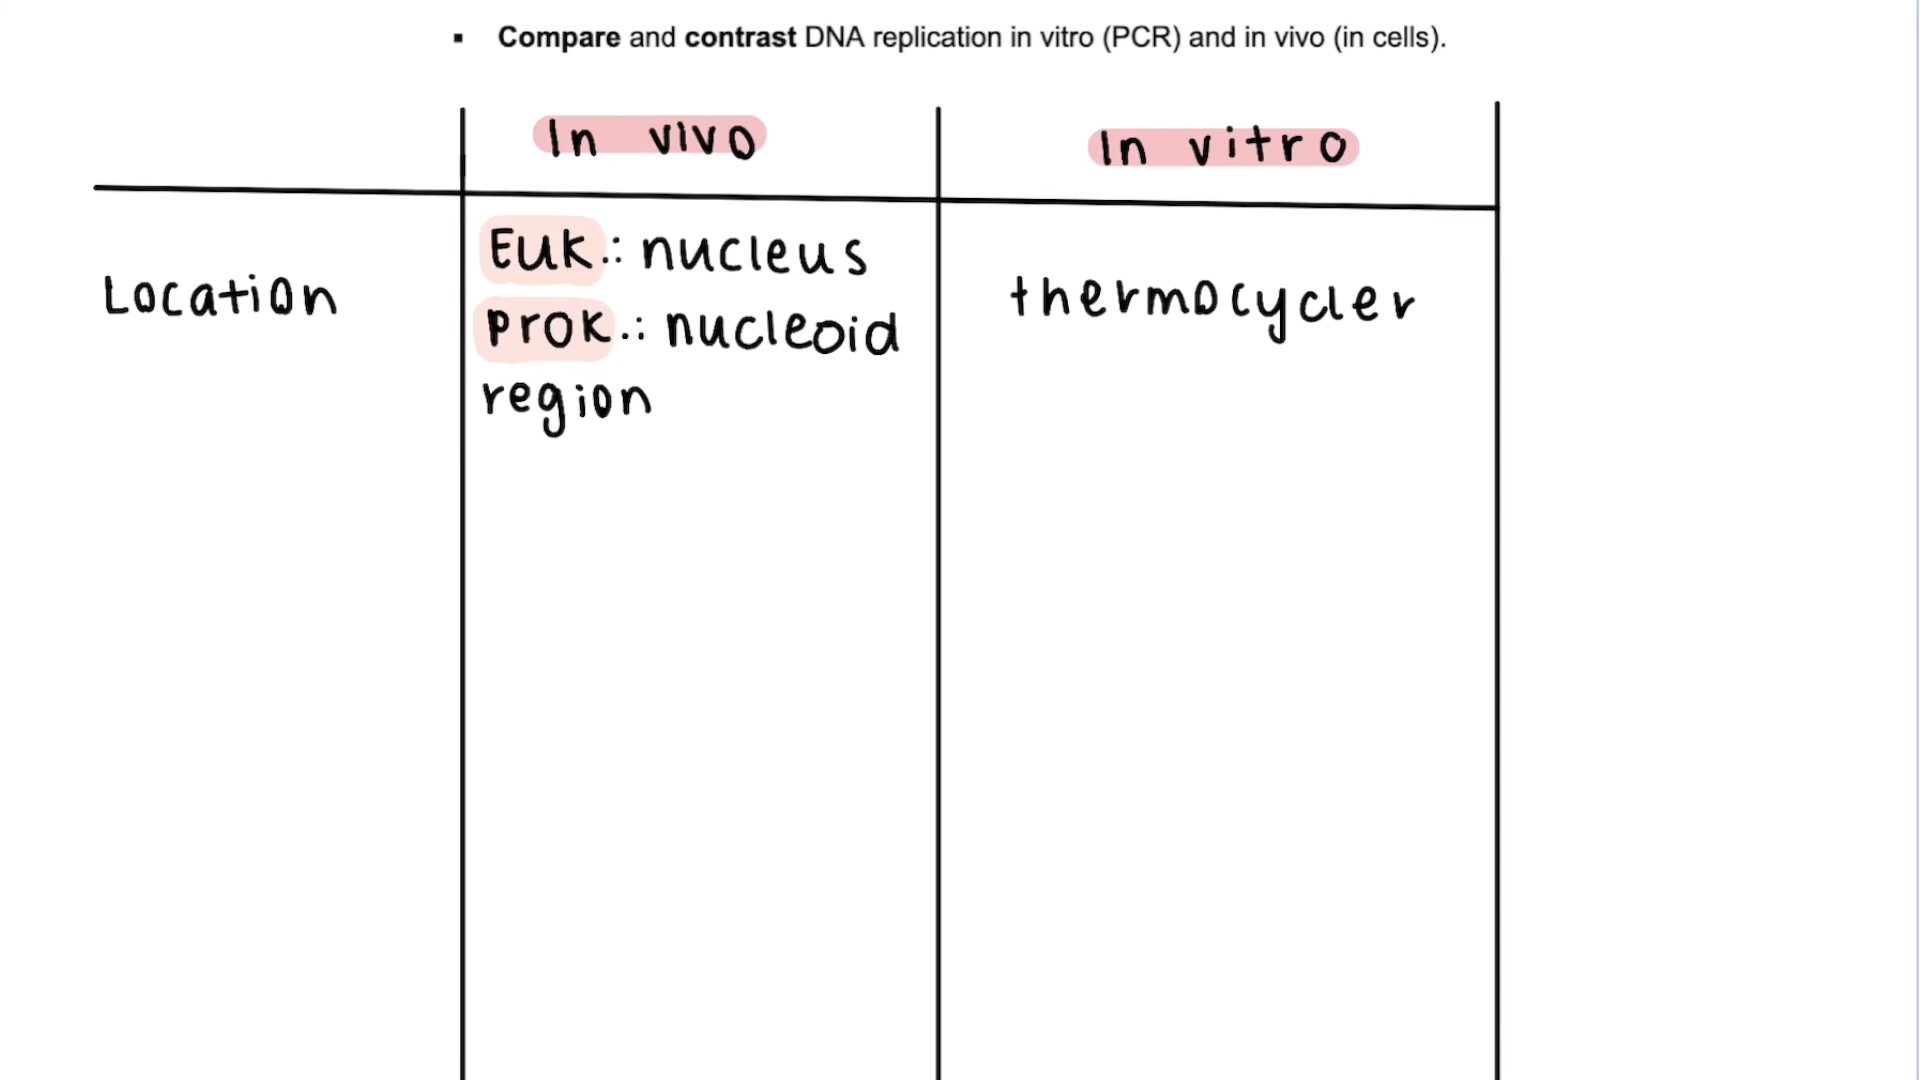 ▪ Compare and contrast DNA replication in vitro (PCR) and in vivo (in cells).
In vivo
In vitro
Location
Euk.: nucleus
Prok.: nucleoid
region
thermocycler